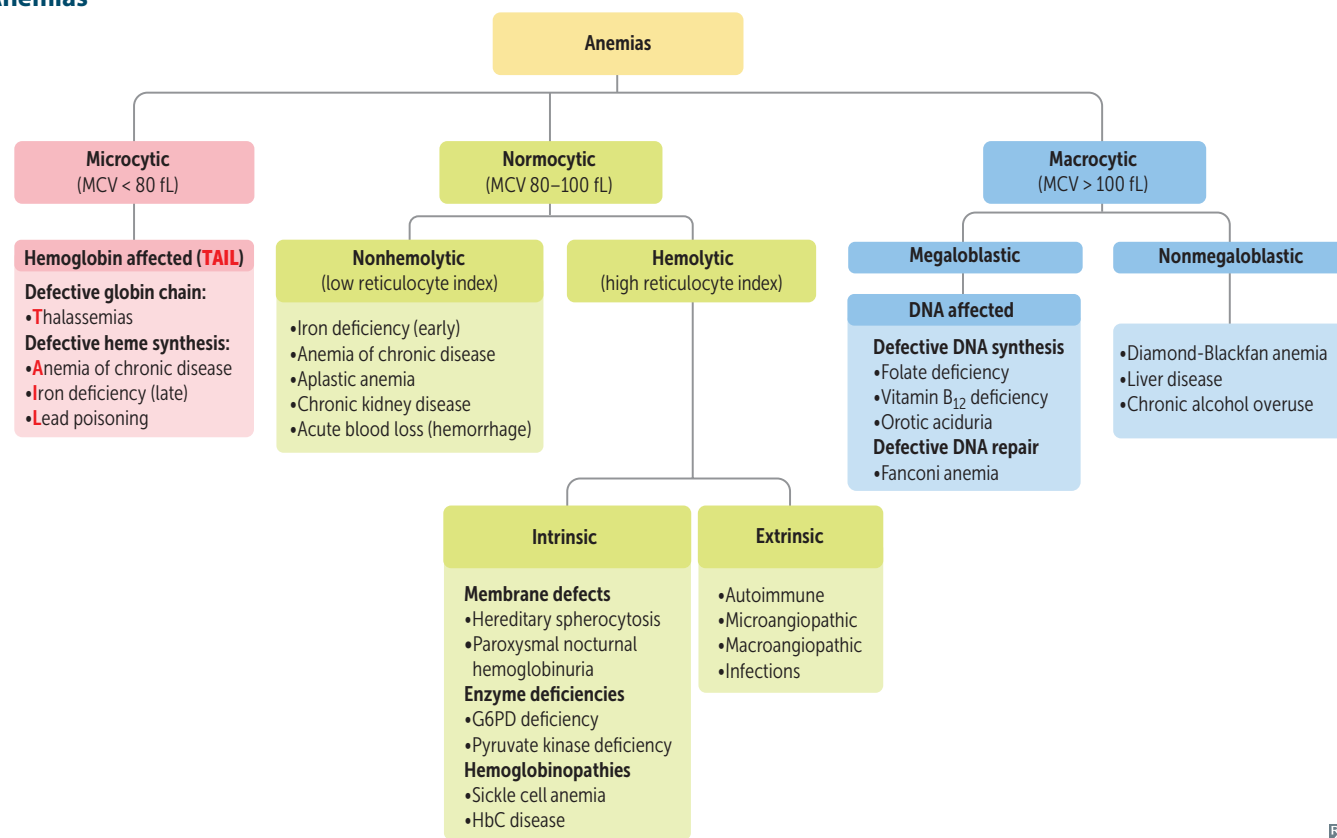 Anemias
Anemias
Microcytic
(MCV < 80 fL)
Hemoglobin affected (TAIL)
Defective globin chain:
•Thalassemias
Defective heme synthesis:
•Anemia of chronic disease
•Iron deficiency (late)
•Lead poisoning
Normocytic
(MCV 80–100 fL)
Nonhemolytic
(low reticulocyte index)
•Iron deficiency (early)
•Anemia of chronic disease
•Aplastic anemia
•Chronic kidney disease
•Acute blood loss (hemorrhage)
Hemolytic
(high reticulocyte index)
Intrinsic
Membrane defects
•Hereditary spherocytosis
•Paroxysmal nocturnal
hemoglobinuria
Enzyme deficiencies
•G6PD deficiency
•Pyruvate kinase deficiency
Hemoglobinopathies
•Sickle cell anemia
•HbC disease
Extrinsic
•Autoimmune
•Microangiopathic
•Macroangiopathic
•Infections
Macrocytic
(MCV > 100 fL)
Megaloblastic
DNA affected
Defective DNA synthesis
•Folate deficiency
•Vitamin B₁₂ deficiency
•Orotic aciduria
Defective DNA repair
•Fanconi anemia
Nonmegaloblastic
•Diamond-Blackfan anemia
•Liver disease
•Chronic alcohol overuse